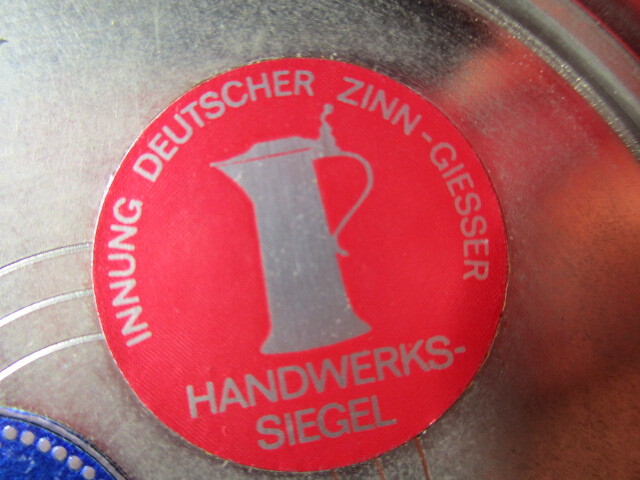 INNUNG DEUTSCHER ZINN-GIESSER
HANDWERKS-
SIEGEL